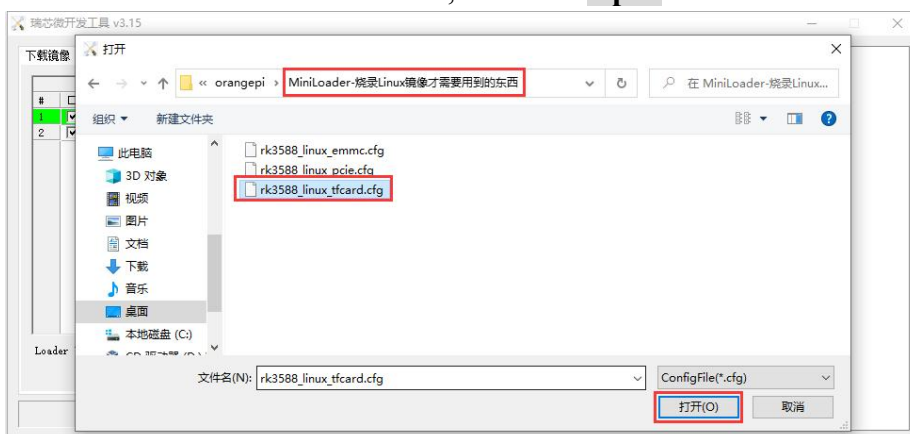 瑞芯微开发工具 v3.15
下载镜像
打开
« orangepi › MiniLoader-烧录Linux镜像才需要用到的东西
在 MiniLoader-烧录Linux...
组织 新建文件夹
#
1
2
此电脑
3D 对象
视频
图片
文档
下载
音乐
桌面
本地磁盘 (C:)
rk3588_linux_emmc.cfg
rk3588_linux_pcie.cfg
rk3588_linux_tfcard.cfg
Loader
文件名(N): rk3588_linux_tfcard.cfg
ConfigFile(*.cfg)
打开(O) 取消